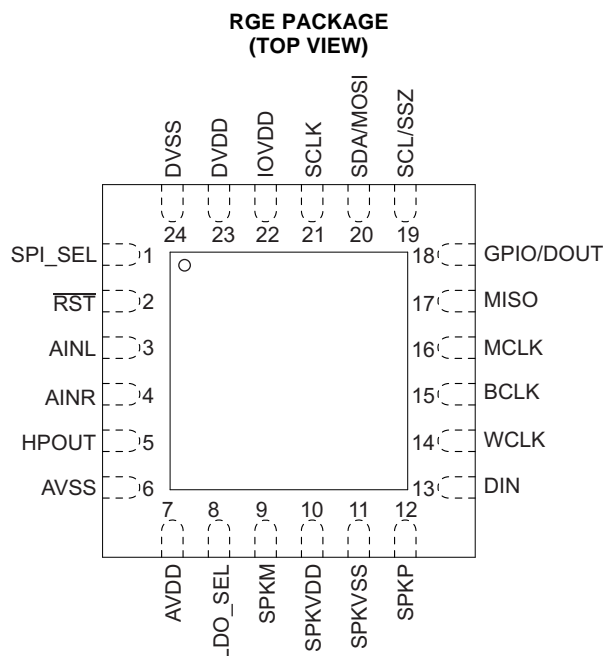 RGE PACKAGE
(TOP VIEW)
DVSS
DVDD
IOVDD
SCLK
SDA/MOSI
SCL/SSZ
24
23
22
21
20
19
SPI_SEL 1
RST 2
AINL 3
AINR 4
HPOUT 5
AVSS 6
18 GPIO/DOUT
17 MISO
16 MCLK
15 BCLK
14 WCLK
13 DIN
7
8
9
10
11
12
AVDD
LDO_SEL
SPKM
SPKVDD
SPKVSS
SPKP